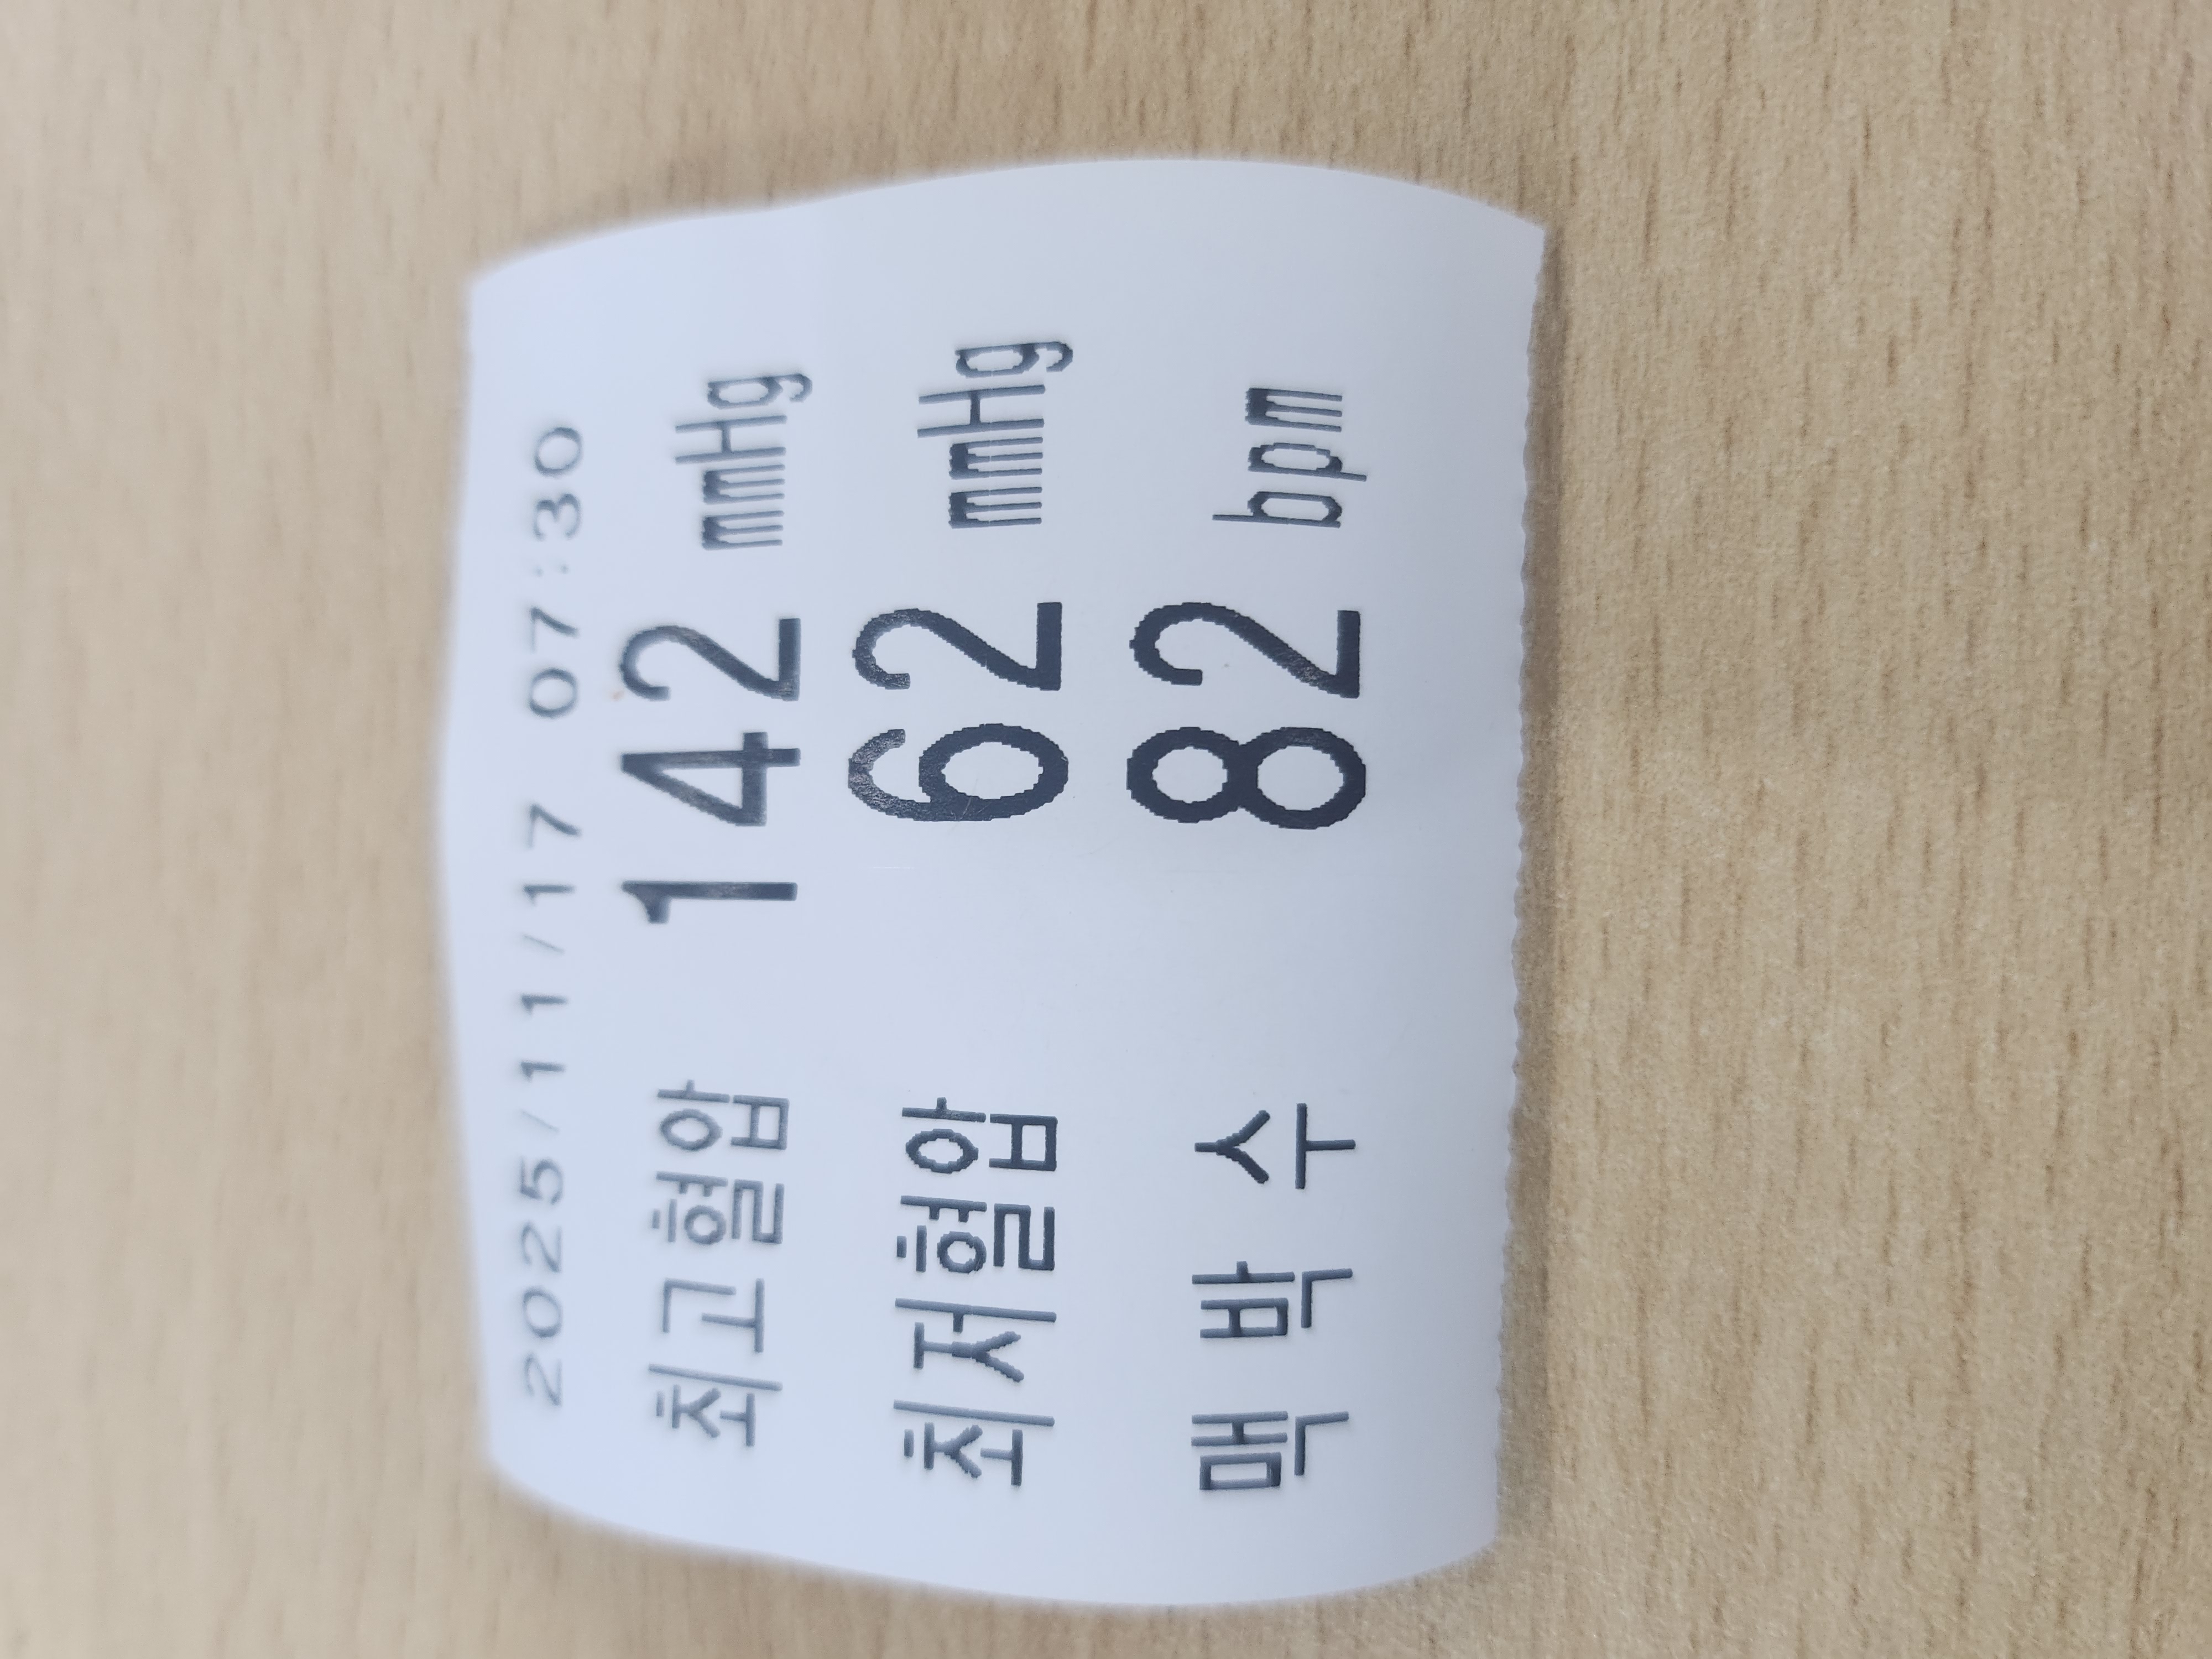 2025/11/17 07:30
최고혈압 142 mmHg
최저혈압 62 mmHg
맥 박 수 82 bpm